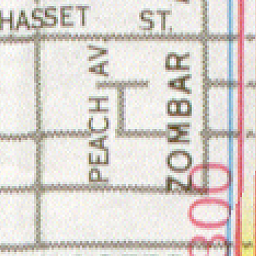 HASSET ST.
PEACH AV.
ZOMBAR
300